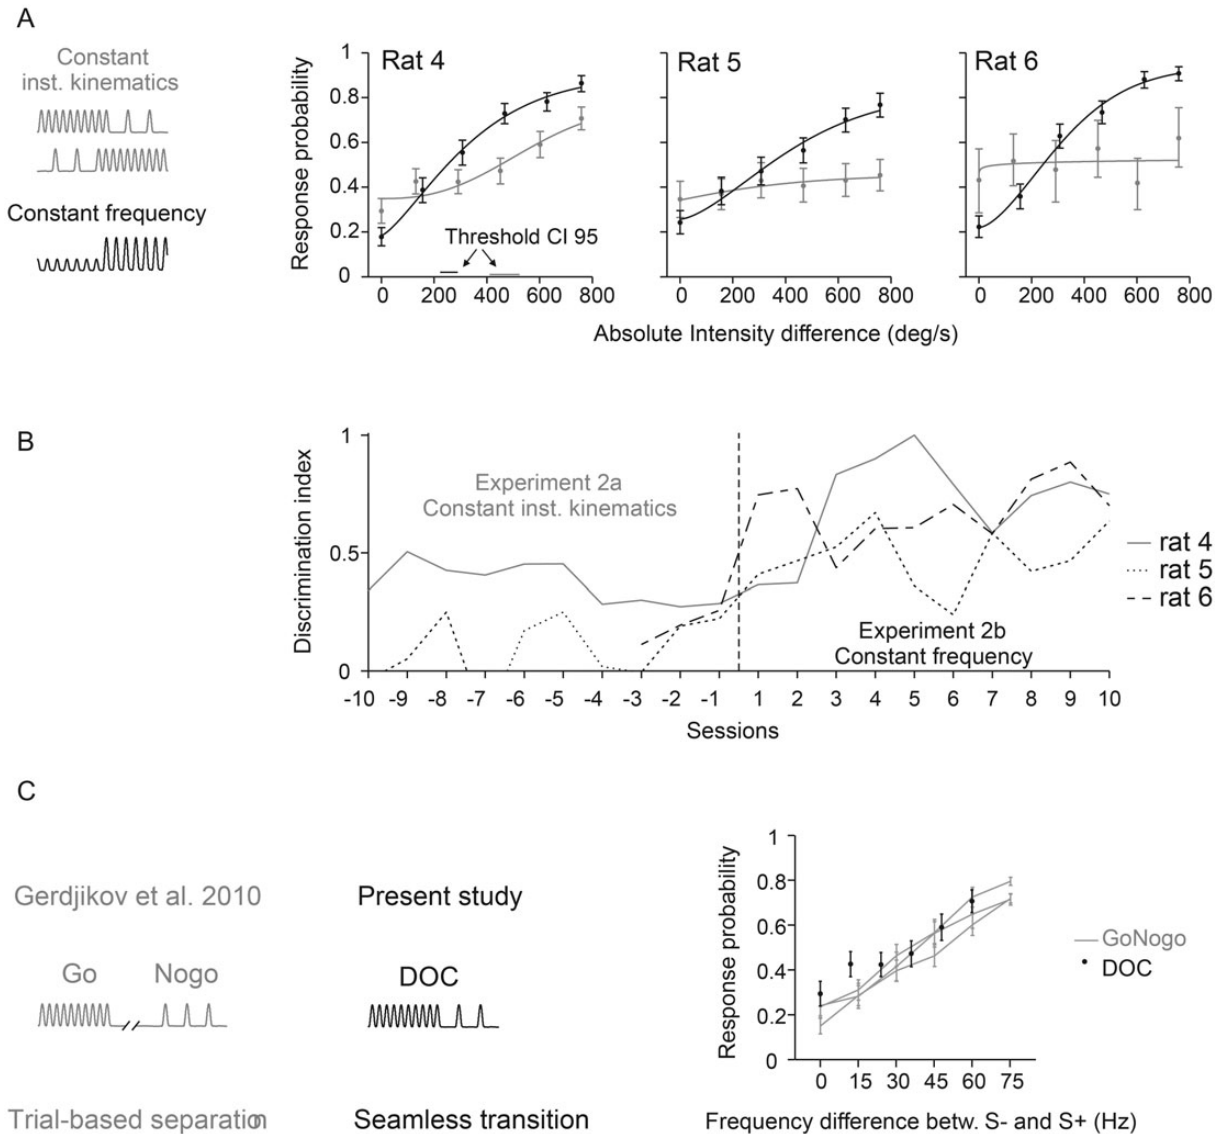 A
Constant
inst. kinematics
Constant frequency
Response probability
1
0.8
0.6
0.4
0.2
0
Rat 4
Threshold CI 95
0 200 400 600 800
Rat 5
0 200 400 600 800
Rat 6
0 200 400 600 800
Absolute Intensity difference (deg/s)
B
Discrimination index
1
0.5
0
Experiment 2a
Constant inst. kinematics
Experiment 2b
Constant frequency
rat 4
rat 5
rat 6
-10 -9 -8 -7 -6 -5 -4 -3 -2 -1 1 2 3 4 5 6 7 8 9 10
Sessions
C
Gerdjikov et al. 2010
Go Nogo
Trial-based separation
Present study
DOC
Seamless transition
Response probability
1
0.8
0.6
0.4
0.2
0
0 15 30 45 60 75
GoNogo
DOC
Frequency difference betw. S- and S+ (Hz)